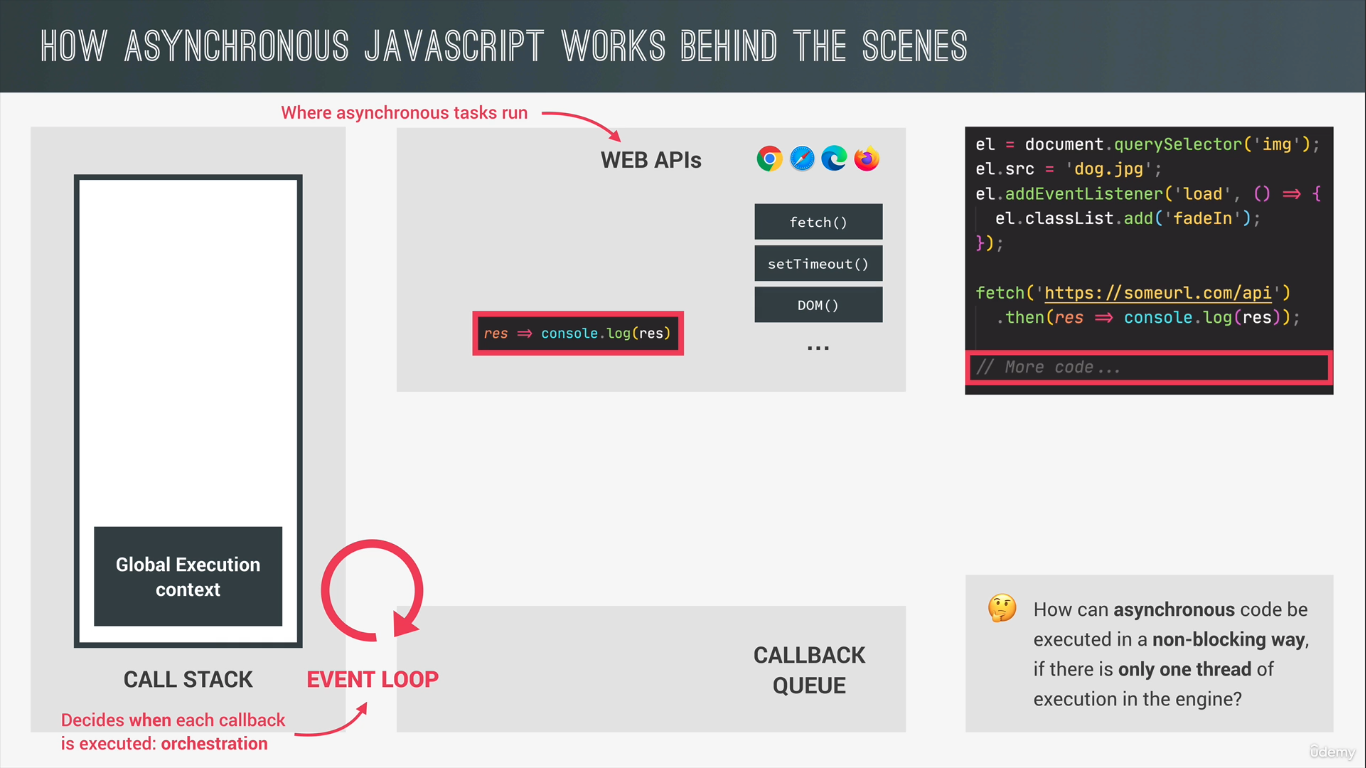 HOW ASYNCHRONOUS JAVASCRIPT WORKS BEHIND THE SCENES
Where asynchronous tasks run
WEB APIs
fetch()
setTimeout()
DOM()
...
res => console.log(res)
el = document.querySelector('img');
el.src = 'dog.jpg';
el.addEventListener('load', () => {
el.classList.add('fadeIn');
});
fetch('https://someurl.com/api')
.then(res => console.log(res));
// More code...
Global Execution
context
CALL STACK
EVENT LOOP
Decides when each callback
is executed: orchestration
CALLBACK
QUEUE
How can asynchronous code be
executed in a non-blocking way,
if there is only one thread of
execution in the engine?
ûdemy